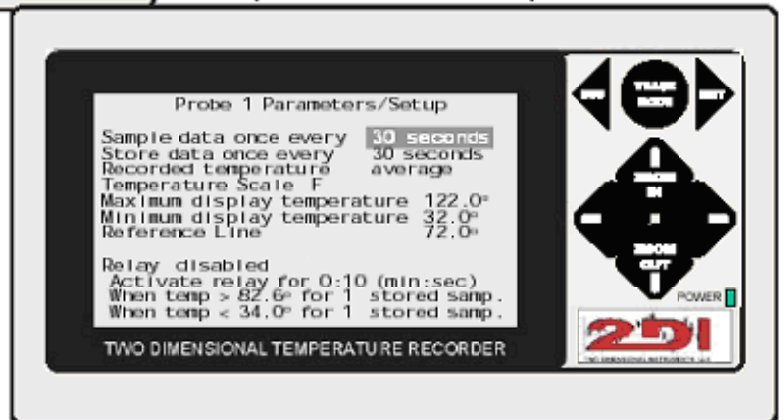 Probe 1 Parameters/Setup
Sample data once every 30 seconds
Store data once every 30 seconds
Recorded temperature average
Temperature Scale F
Maximum display temperature 122.0°
Minimum display temperature 32.0°
Reference Line 72.0°
Relay disabled
Activate relay for 0:10 (min:sec)
When temp > 82.6° for 1 stored samp.
When temp < 34.0° for 1 stored samp.
TWO DIMENSIONAL TEMPERATURE RECORDER
ZOOM
IN
ZOOM
OUT
POWER
2DI